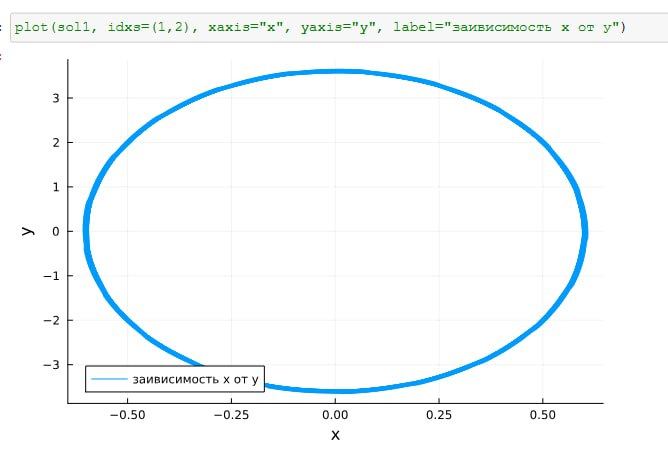 plot(sol1, idxs=(1,2), xaxis="x", yaxis="y", label="заивисимость х от у")
3
2
1
0
−1
−2
−3
y
заивисимость х от у
−0.50 −0.25 0.00 0.25 0.50
x